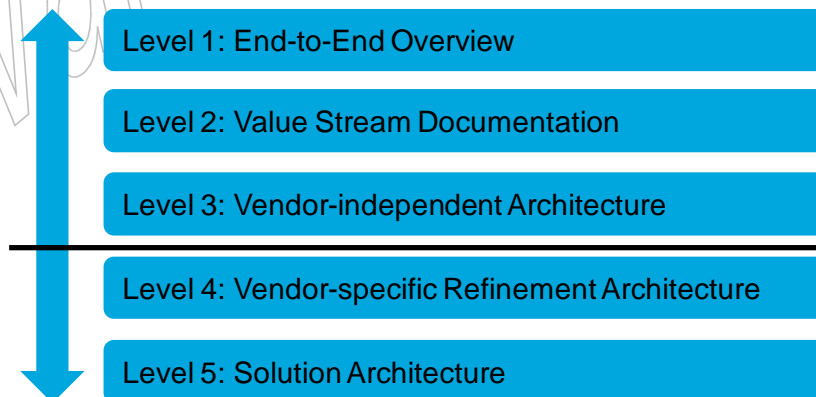 Level 1: End-to-End Overview
Level 2: Value Stream Documentation
Level 3: Vendor-independent Architecture
Level 4: Vendor-specific Refinement Architecture
Level 5: Solution Architecture